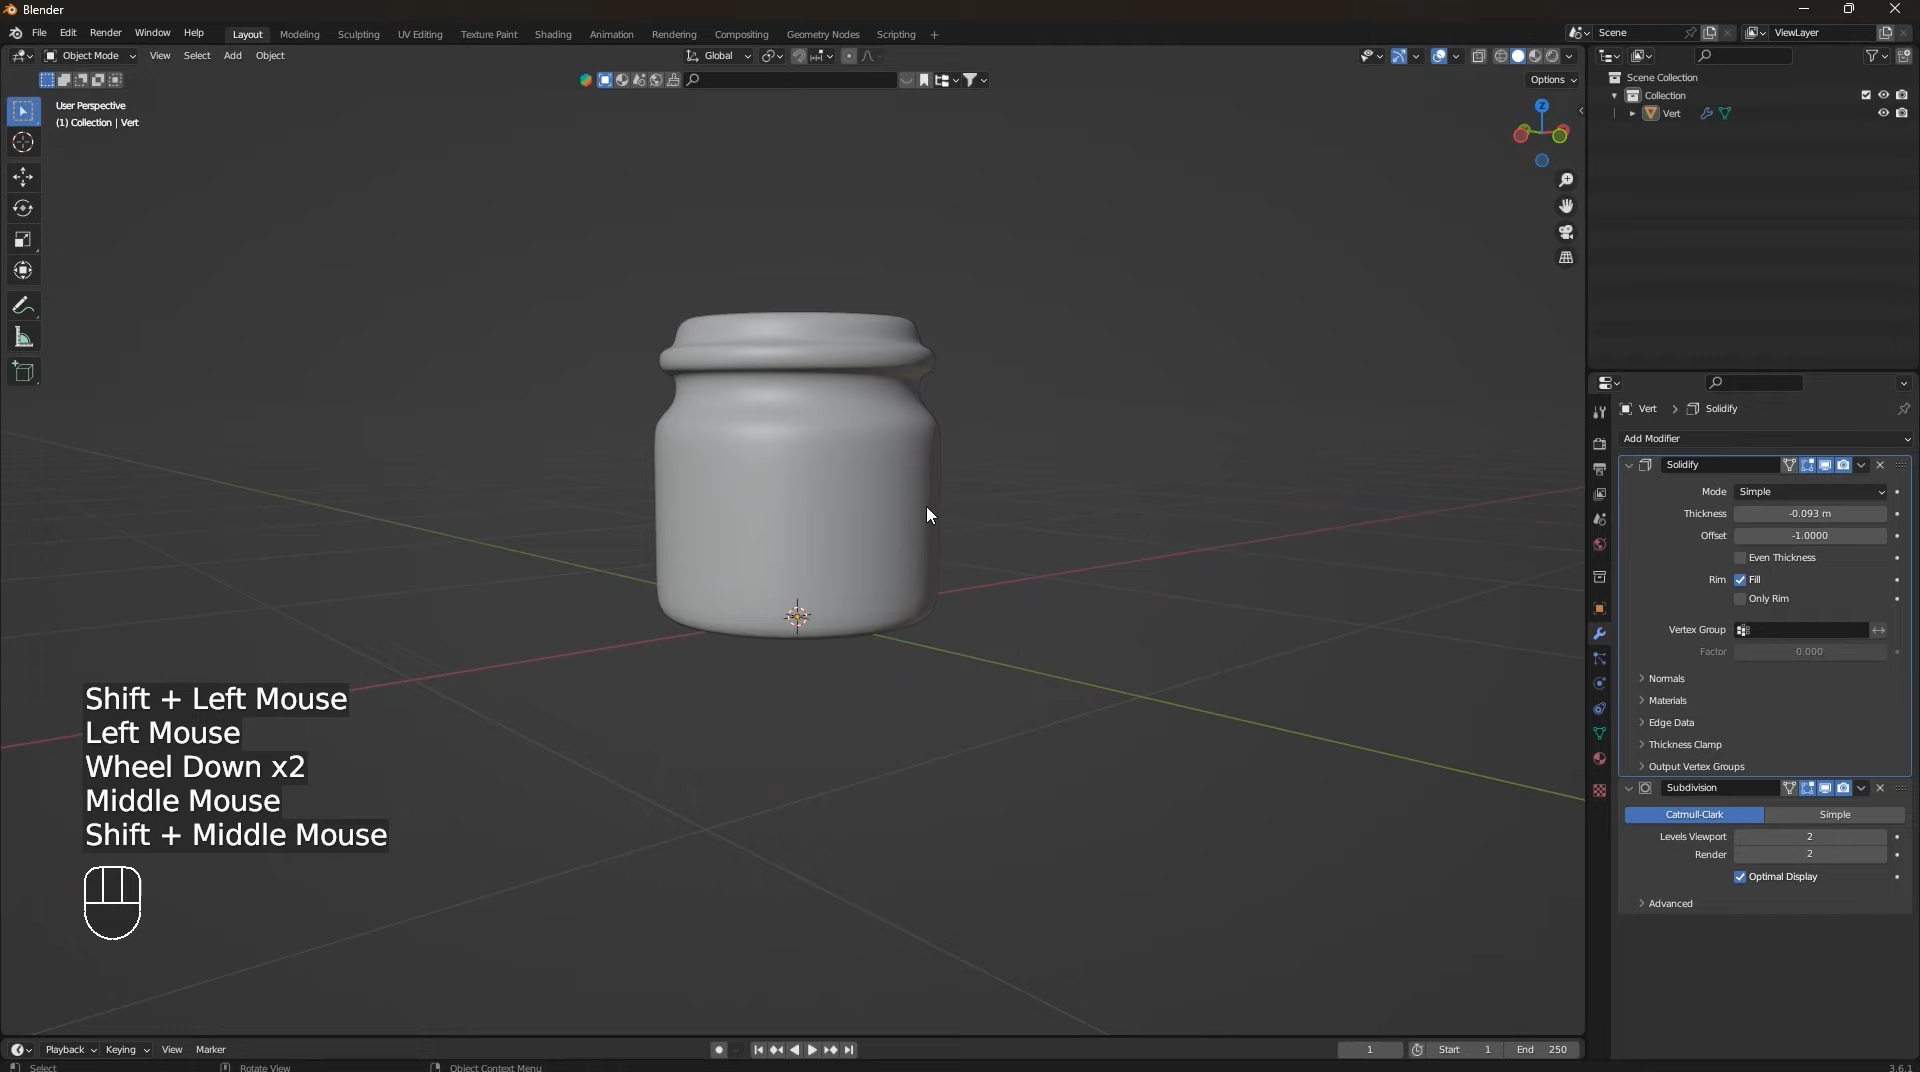 Blender
File Edit Render Window Help Layout Modeling Sculpting UV Editing Texture Paint Shading Animation Rendering Compositing Geometry Nodes Scripting + Scene ViewLayer
Object Mode View Select Add Object Global
Options
User Perspective
(1) Collection | Vert
Z
Scene Collection
Collection
Vert
Vert > Solidify
Add Modifier
Solidify
Mode Simple
Thickness -0.093 m
Offset -1.0000
Even Thickness
Rim Fill
Only Rim
Vertex Group
Factor 0.000
Normals
Materials
Edge Data
Thickness Clamp
Output Vertex Groups
Subdivision
Catmull-Clark Simple
Levels Viewport 2
Render 2
Optimal Display
Advanced
Shift + Left Mouse
Left Mouse
Wheel Down x2
Middle Mouse
Shift + Middle Mouse
Playback Keying View Marker 1 Start 1 End 250
Select Rotate View Object Context Menu 3.6.1